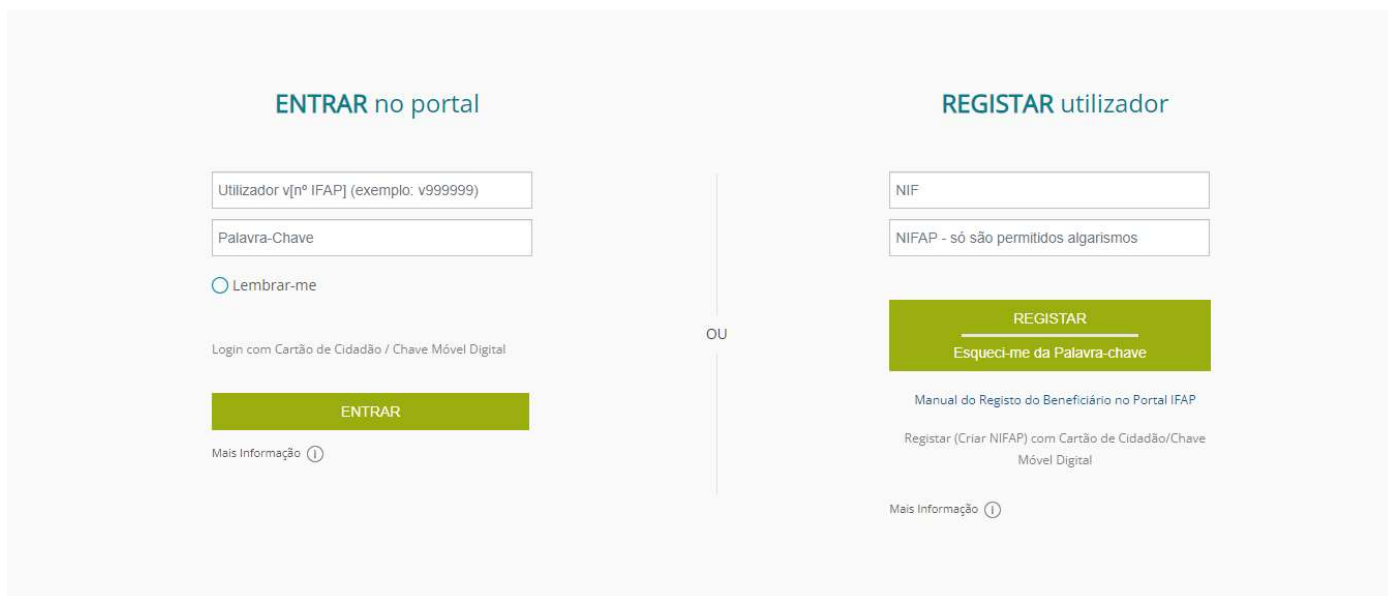 ENTRAR no portal
Utilizador v[nº IFAP] (exemplo: v999999)
Palavra-Chave
Lembrar-me
Login com Cartão de Cidadão / Chave Móvel Digital
ENTRAR
Mais Informação
OU
REGISTAR utilizador
NIF
NIFAP - só são permitidos algarismos
REGISTAR
Esqueci-me da Palavra-chave
Manual do Registo do Beneficiário no Portal IFAP
Registar (Criar NIFAP) com Cartão de Cidadão/Chave
Móvel Digital
Mais Informação